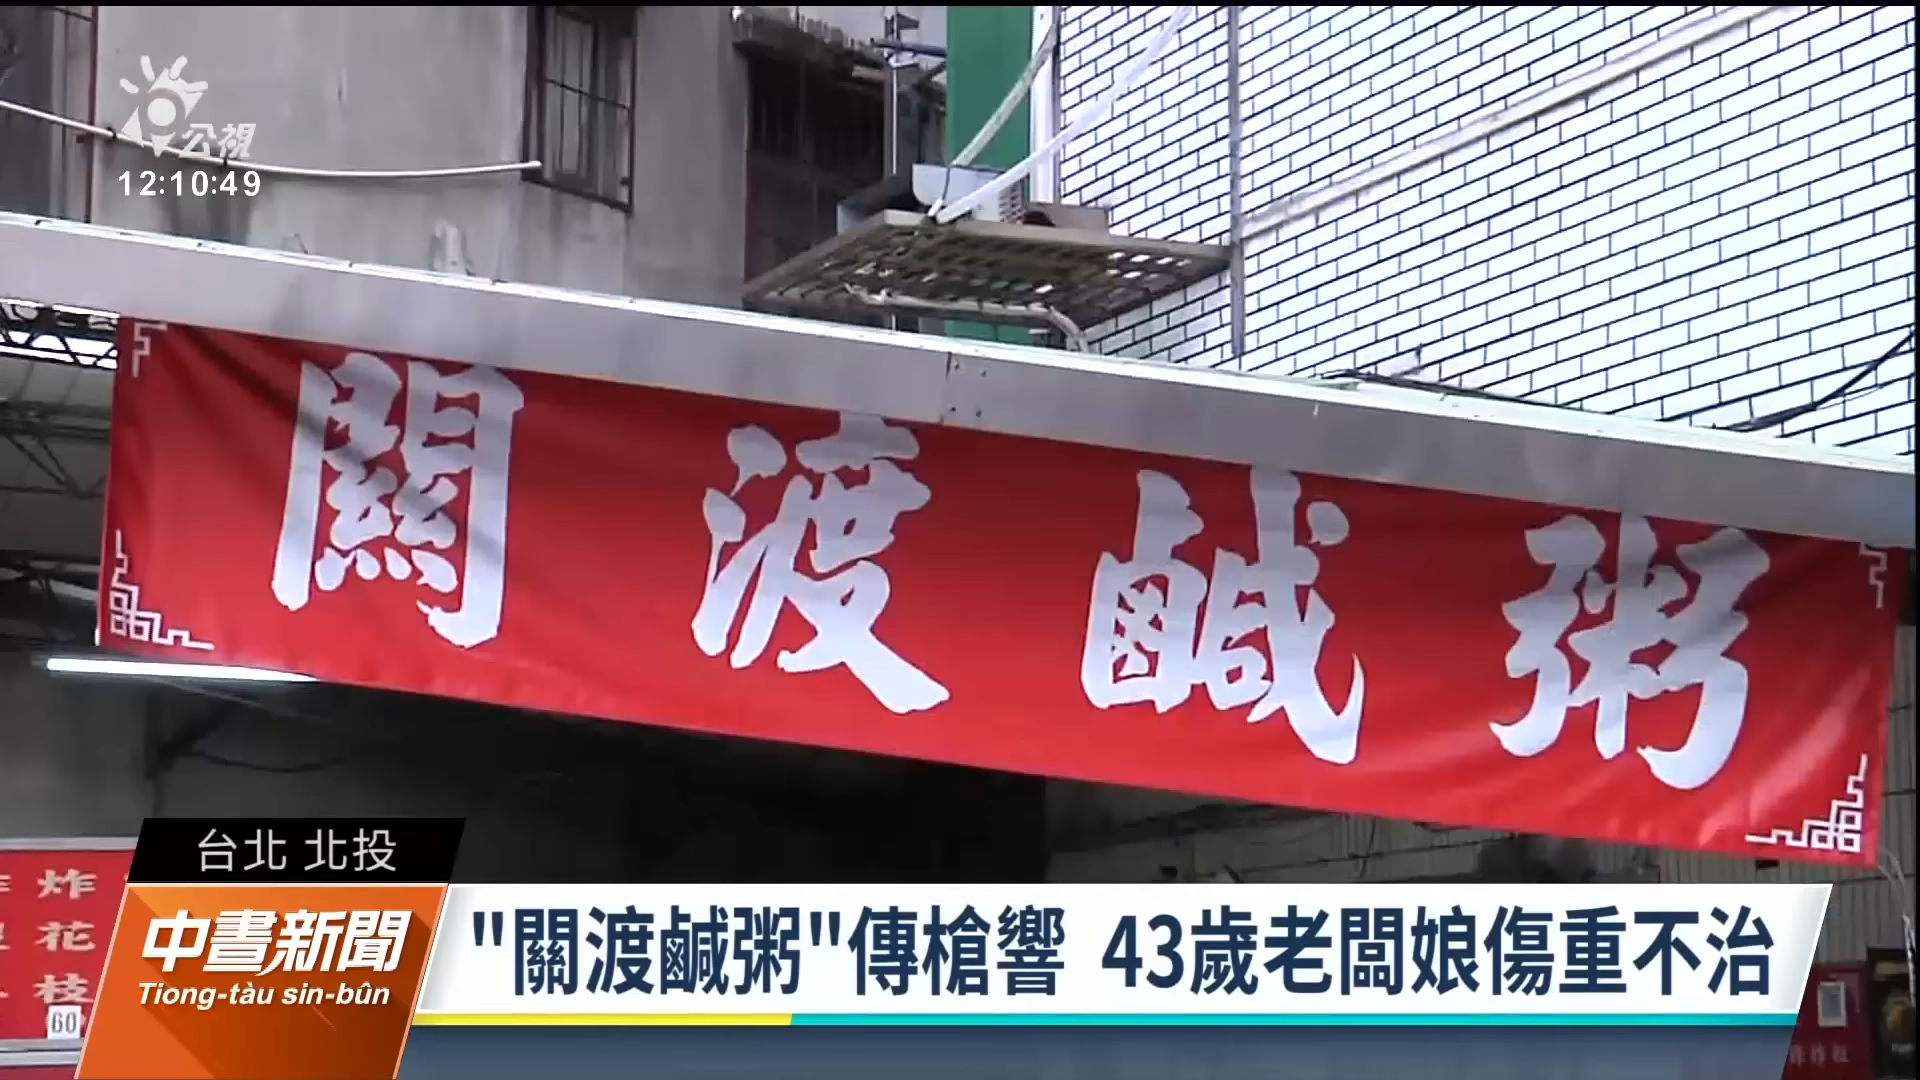 公視
12:10:49
關渡鹹粥
台北 北投
中晝新聞
Tiong-tàu sin-bûn
"關渡鹹粥"傳槍響 43歲老闆娘傷重不治
炸
花
枝
60